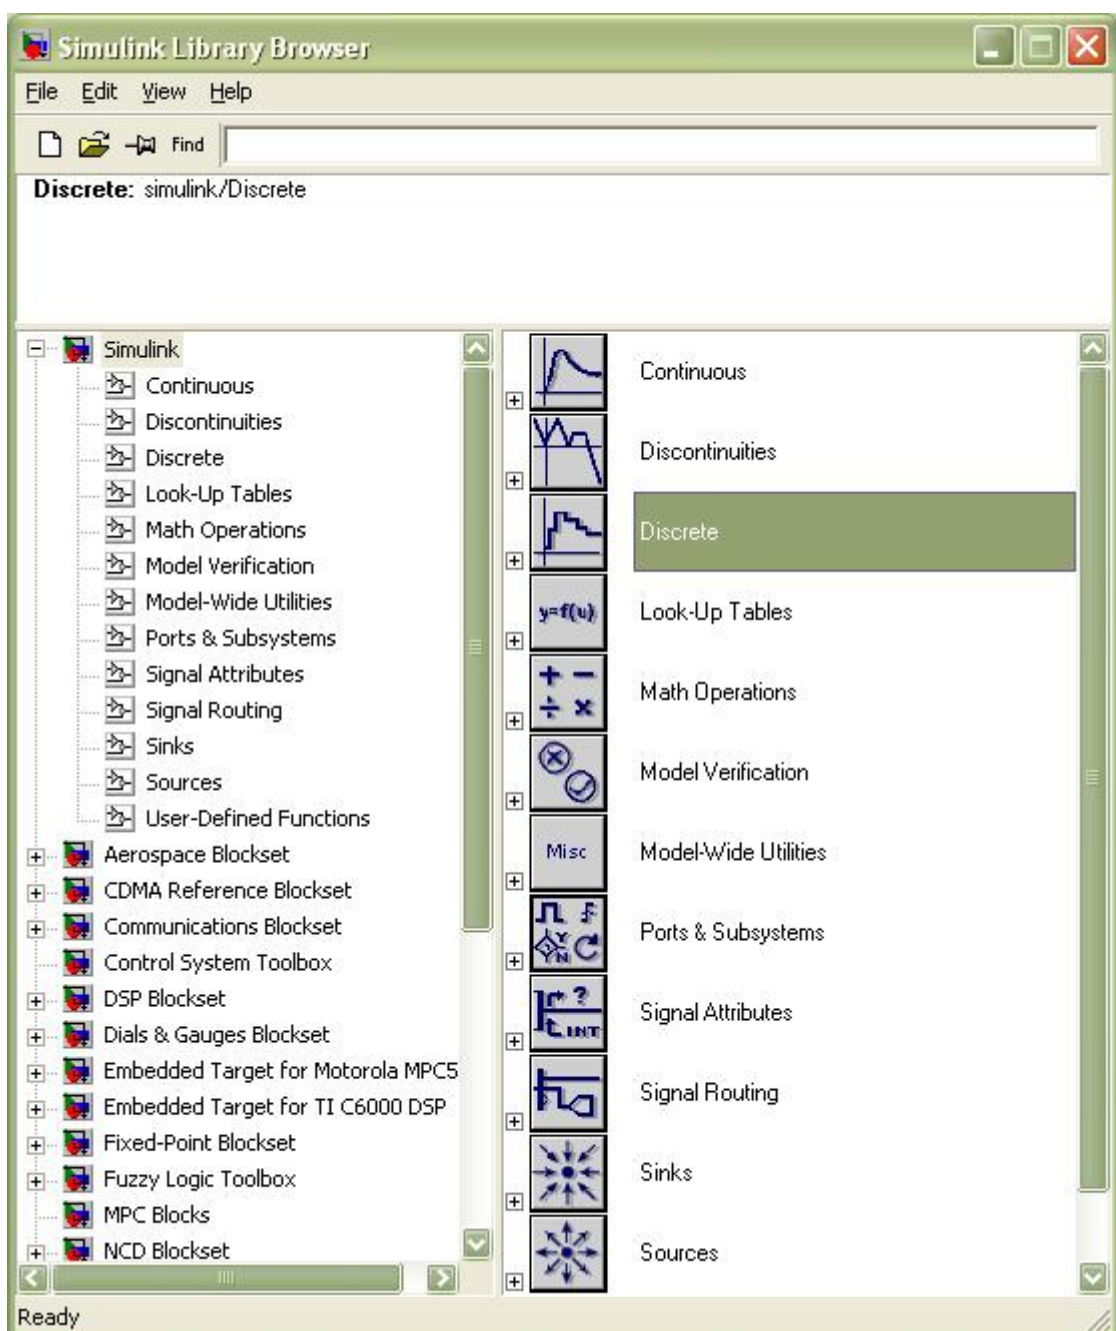 Simulink Library Browser
File Edit View Help
Find
Discrete: simulink/Discrete
Simulink
Continuous
Discontinuities
Discrete
Look-Up Tables
Math Operations
Model Verification
Model-Wide Utilities
Ports & Subsystems
Signal Attributes
Signal Routing
Sinks
Sources
User-Defined Functions
Aerospace Blockset
CDMA Reference Blockset
Communications Blockset
Control System Toolbox
DSP Blockset
Dials & Gauges Blockset
Embedded Target for Motorola MPC5
Embedded Target for TI C6000 DSP
Fixed-Point Blockset
Fuzzy Logic Toolbox
MPC Blocks
NCD Blockset
Continuous
Discontinuities
Discrete
y=f(u) Look-Up Tables
+ −
÷ × Math Operations
Model Verification
Misc Model-Wide Utilities
Y
N
Ports & Subsystems
?
t INT
Signal Attributes
Signal Routing
Sinks
Sources
Ready